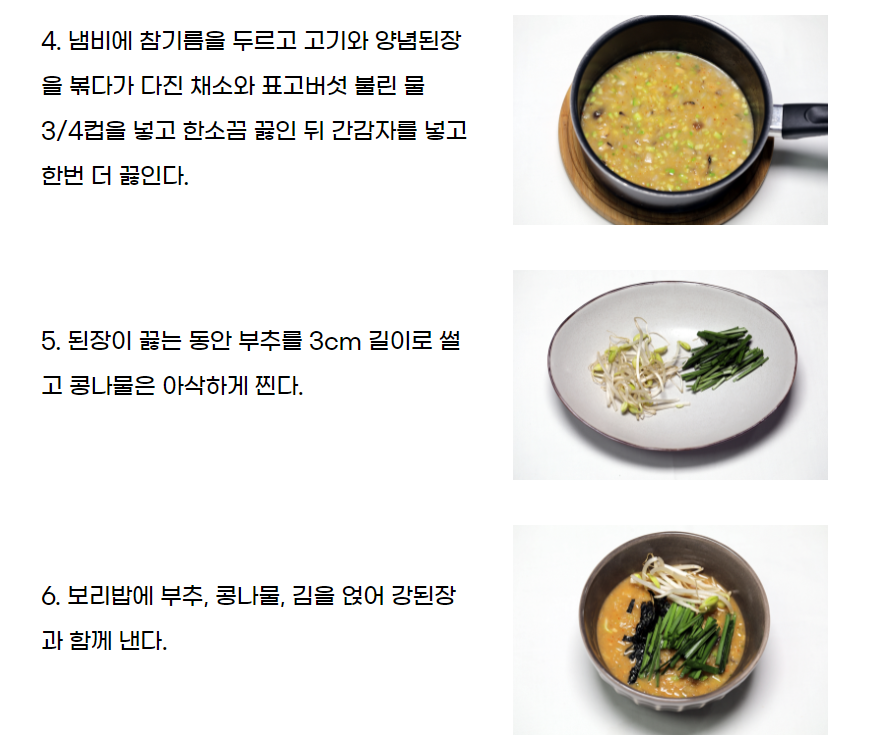 4. 냄비에 참기름을 두르고 고기와 양념된장
을 볶다가 다진 채소와 표고버섯 불린 물
3/4컵을 넣고 한소끔 끓인 뒤 간감자를 넣고
한번 더 끓인다.
5. 된장이 끓는 동안 부추를 3cm 길이로 썰
고 콩나물은 아삭하게 찐다.
6. 보리밥에 부추, 콩나물, 김을 얹어 강된장
과 함께 낸다.